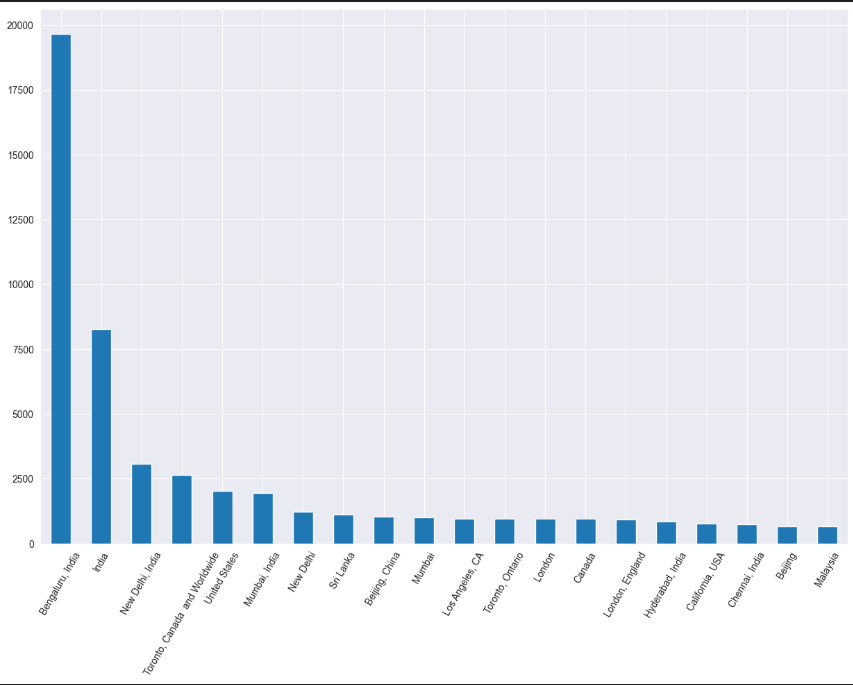 20000
17500
15000
12500
10000
7500
5000
2500
0
Bengaluru, India
India
New Delhi, India
Toronto, Canada and Worldwide
United States
Mumbai, India
New Delhi
Sri Lanka
Beijing, China
Mumbai
Los Angeles, CA
Toronto, Ontario
London
Canada
London, England
Hyderabad, India
California, USA
Chennai, India
Beijing
Malaysia